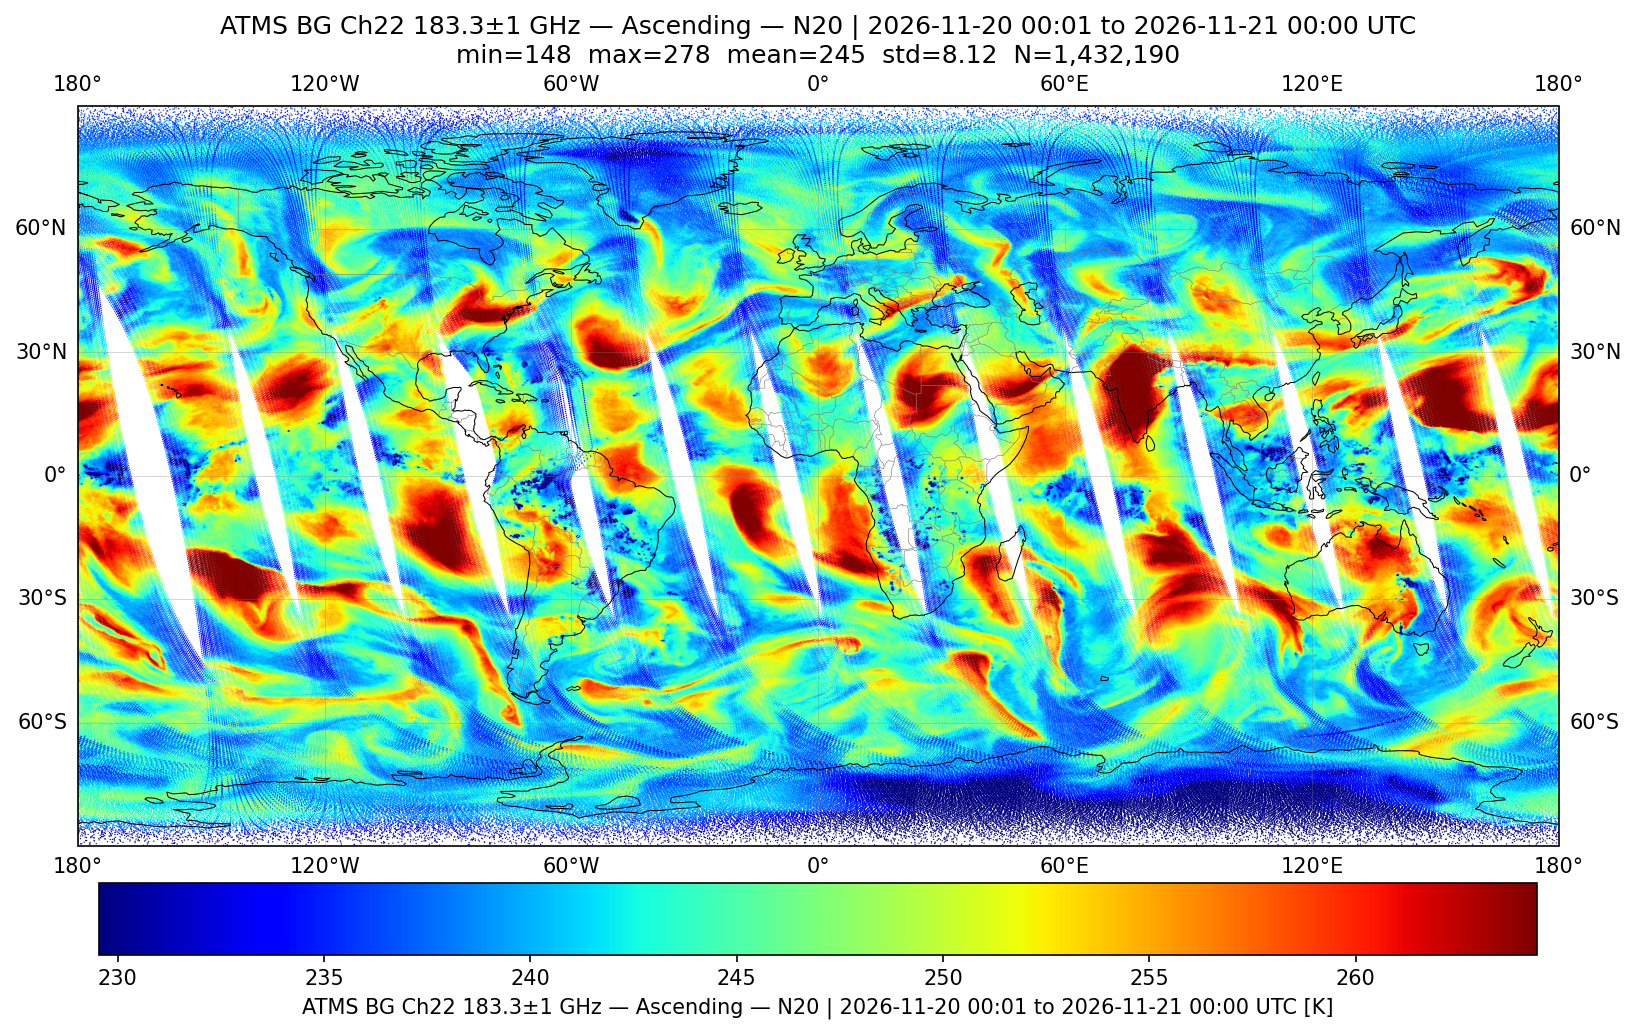 ATMS BG Ch22 183.3±1 GHz — Ascending — N20 | 2026-11-20 00:01 to 2026-11-21 00:00 UTC
min=148 max=278 mean=245 std=8.12 N=1,432,190
180° 120°W 60°W 0° 60°E 120°E 180°
60°N 60°N
30°N 30°N
0° 0°
30°S 30°S
60°S 60°S
180° 120°W 60°W 0° 60°E 120°E 180°
230 235 240 245 250 255 260
ATMS BG Ch22 183.3±1 GHz — Ascending — N20 | 2026-11-20 00:01 to 2026-11-21 00:00 UTC [K]